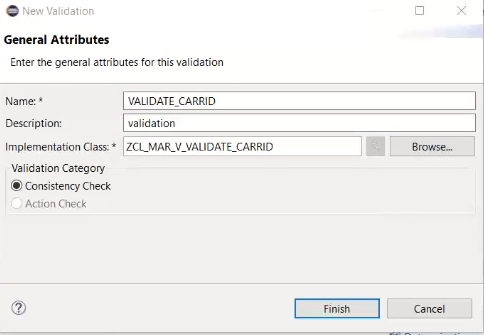 New Validation
General Attributes
Enter the general attributes for this validation
Name: * VALIDATE_CARRID
Description: validation
Implementation Class: * ZCL_MAR_V_VALIDATE_CARRID Browse...
Validation Category
Consistency Check
Action Check
? Finish Cancel